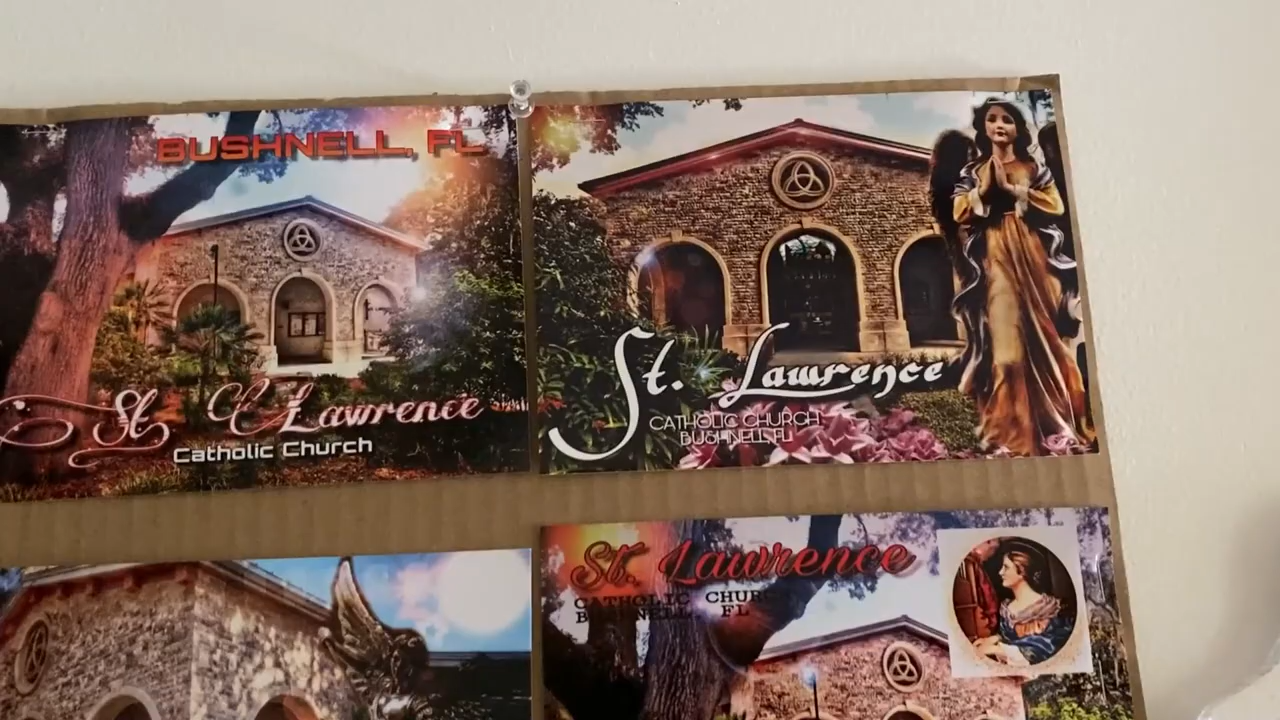 BUSHNELL, FL
St Lawrence
Catholic Church
St. Lawrence
CATHOLIC CHURCH
BUSHNELL, FL
St. Lawrence
CATHOLIC CHURCH
BUSHNELL, FL